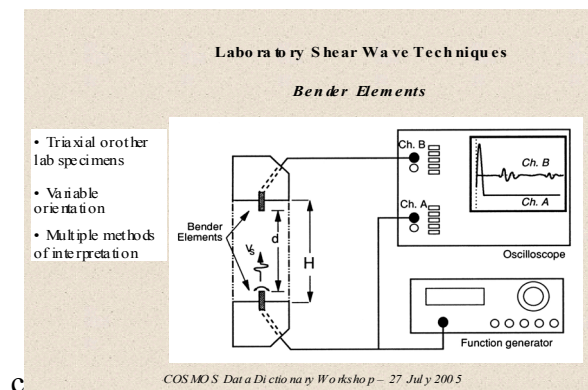 Laboratory Shear Wave Techniques
Bender Elements
• Triaxial or other
lab specimens
• Variable
orientation
• Multiple methods
of interpretation
Ch. B
Ch. A
Ch. B
Ch. A
Oscilloscope
Bender
Elements
Vs
d
H
Function generator
COSMOS Data Dictionary Workshop – 27 July 2005
c